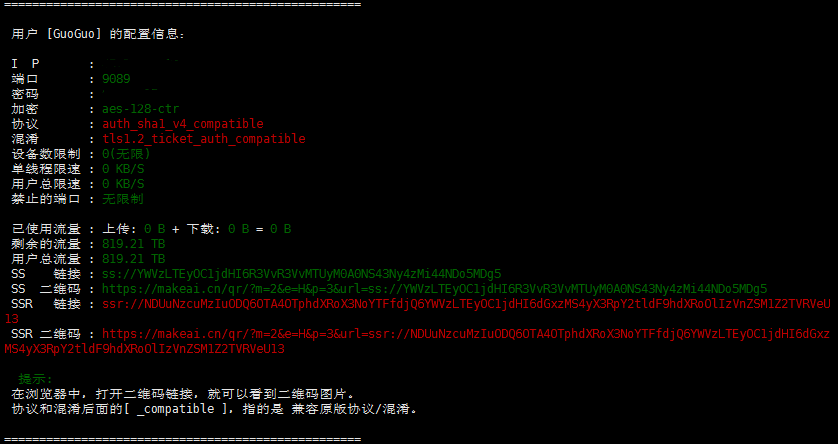 ===================================================
用户 [GuoGuo] 的配置信息：
I P :
端口 : 9089
密码 :
加密 : aes-128-ctr
协议 : auth_sha1_v4_compatible
混淆 : tls1.2_ticket_auth_compatible
设备数限制 : 0(无限)
单线程限速 : 0 KB/S
用户总限速 : 0 KB/S
禁止的端口 : 无限制
已使用流量 : 上传: 0 B + 下载: 0 B = 0 B
剩余的流量 : 819.21 TB
用户总流量 : 819.21 TB
SS 链接 : ss://YWVzLTEyOC1jdHI6R3VvR3VvMTUyM0A0NS43Ny4zMi44NDo5MDg5
SS 二维码 : https://makeai.cn/qr/?m=2&e=H&p=3&url=ss://YWVzLTEyOC1jdHI6R3VvR3VvMTUyM0A0NS43Ny4zMi44NDo5MDg5
SSR 链接 : ssr://NDUuNzcuMzIuODQ6OTA4OTphdXRoX3NoYTFfdjQ6YWVzLTEyOC1jdHI6dGxzMS4yX3RpY2tldF9hdXRoOlIzVnZSM1Z2TVRVeU
13
SSR 二维码 : https://makeai.cn/qr/?m=2&e=H&p=3&url=ssr://NDUuNzcuMzIuODQ6OTA4OTphdXRoX3NoYTFfdjQ6YWVzLTEyOC1jdHI6dGxz
MS4yX3RpY2tldF9hdXRoOlIzVnZSM1Z2TVRVeU13
提示:
在浏览器中，打开二维码链接，就可以看到二维码图片。
协议和混淆后面的[ _compatible ]，指的是 兼容原版协议/混淆。
===================================================